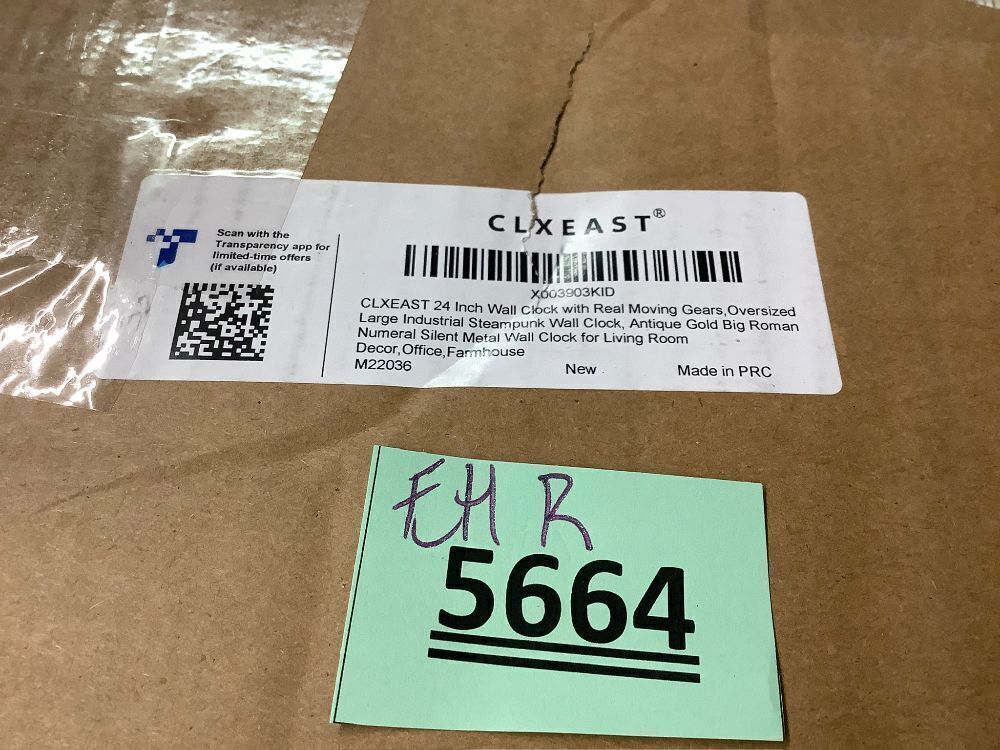 Scan with the
Transparency app for
limited-time offers
(if available)
CLXEAST®
X003903KID
CLXEAST 24 Inch Wall Clock with Real Moving Gears,Oversized
Large Industrial Steampunk Wall Clock, Antique Gold Big Roman
Numeral Silent Metal Wall Clock for Living Room
Decor,Office,Farmhouse
M22036 New Made in PRC
EH R
5664